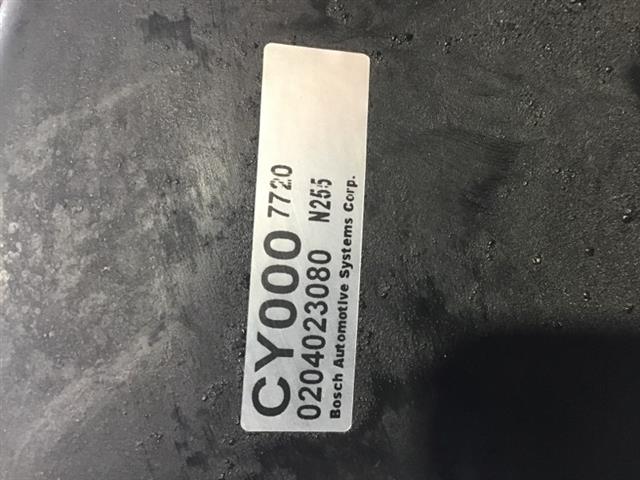 CY000 7720
0204023080 N255
Bosch Automotive Systems Corp.